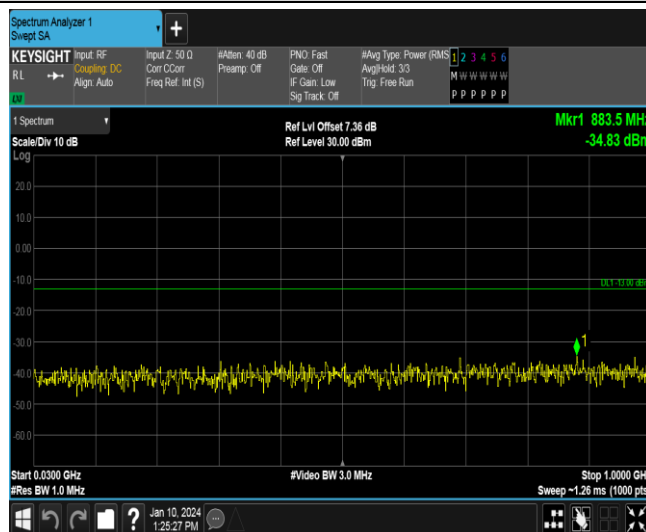 Spectrum Analyzer 1
Swept SA
KEYSIGHT
RL
LXI
Input: RF
Coupling: DC
Align: Auto
Input Z: 50 Ω
Corr CCorr
Freq Ref: Int (S)
#Atten: 40 dB
Preamp: Off
PNO: Fast
Gate: Off
IF Gain: Low
Sig Track: Off
#Avg Type: Power (RMS
Avg|Hold: 3/3
Trig: Free Run
1 2 3 4 5 6
M W W W W W
P P P P P P
1 Spectrum
Scale/Div 10 dB
Log
Ref Lvl Offset 7.36 dB
Ref Level 30.00 dBm
Mkr1 883.5 MHz
-34.83 dBm
20.0
10.0
0.00
-10.0
DL1 -13.00 dBm
-20.0
-30.0
1
-40.0
-50.0
-60.0
Start 0.0300 GHz
#Res BW 1.0 MHz
#Video BW 3.0 MHz
Stop 1.0000 GH
Sweep ~1.26 ms (1000 pts
?
Jan 10, 2024
1:25:27 PM